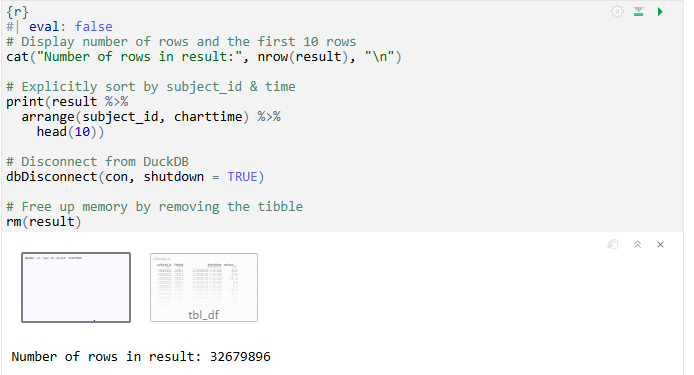 {r}
#| eval: false
# Display number of rows and the first 10 rows
cat("Number of rows in result:", nrow(result), "\n")
# Explicitly sort by subject_id & time
print(result %>%
  arrange(subject_id, charttime) %>%
    head(10))
# Disconnect from DuckDB
dbDisconnect(con, shutdown = TRUE)
# Free up memory by removing the tibble
rm(result)
tbl_df
Number of rows in result: 32679896